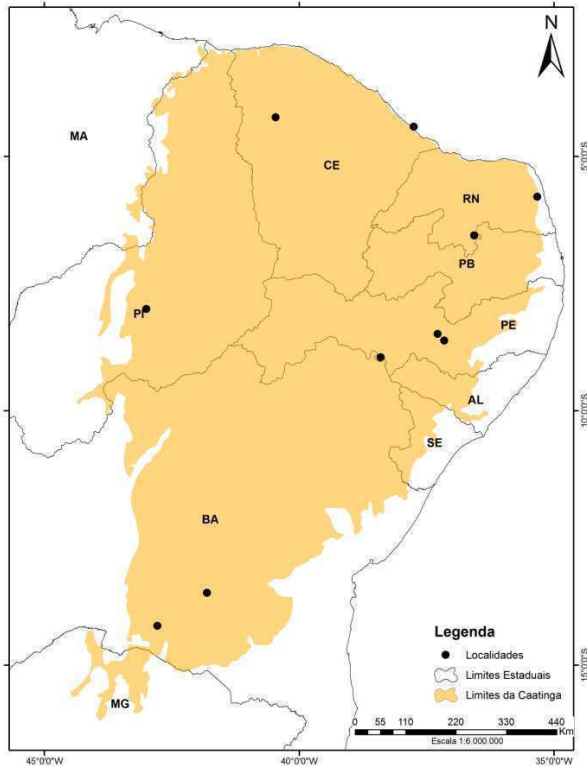 N
MA
CE
5°0'0"S
RN
PB
PI
PE
AL
10°0'0"S
SE
BA
Legenda
Localidades
Limites Estaduais
Limites da Caatinga
15°0'0"S
MG
0 55 110 220 330 440
Km
Escala 1:6.000.000
45°0'0"W 40°0'0"W 35°0'0"W